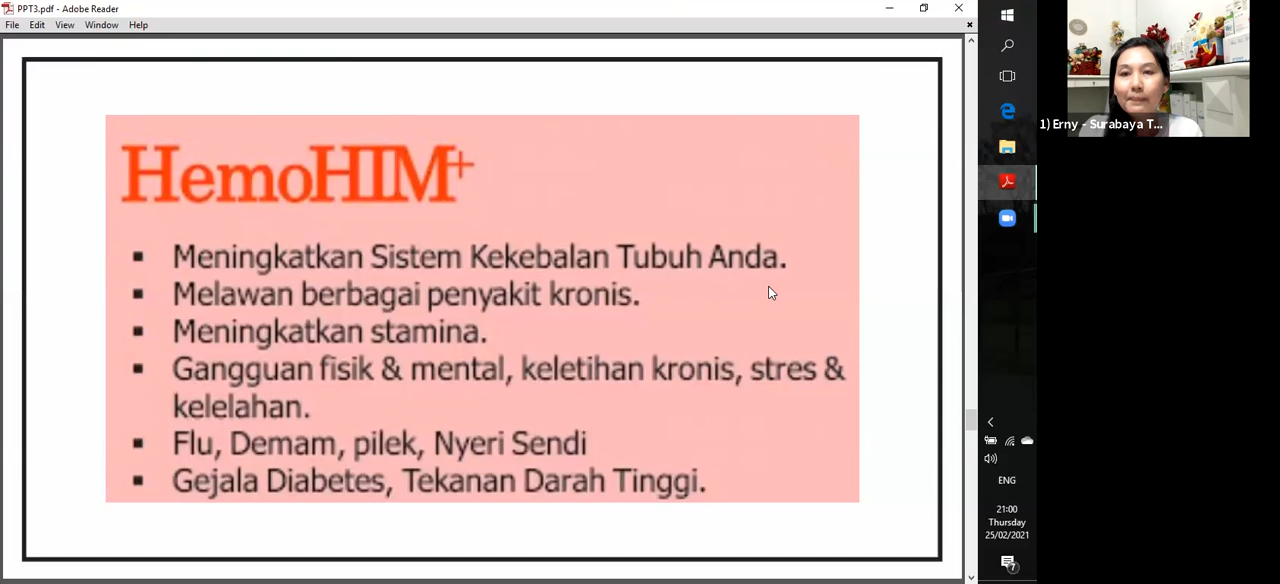 PPT3.pdf - Adobe Reader
File Edit View Window Help
HemoHIM+
▪ Meningkatkan Sistem Kekebalan Tubuh Anda.
▪ Melawan berbagai penyakit kronis.
▪ Meningkatkan stamina.
▪ Gangguan fisik & mental, keletihan kronis, stres &
kelelahan.
▪ Flu, Demam, pilek, Nyeri Sendi
▪ Gejala Diabetes, Tekanan Darah Tinggi.
1) Erny - Surabaya T...
ENG
21:00
Thursday
25/02/2021
7